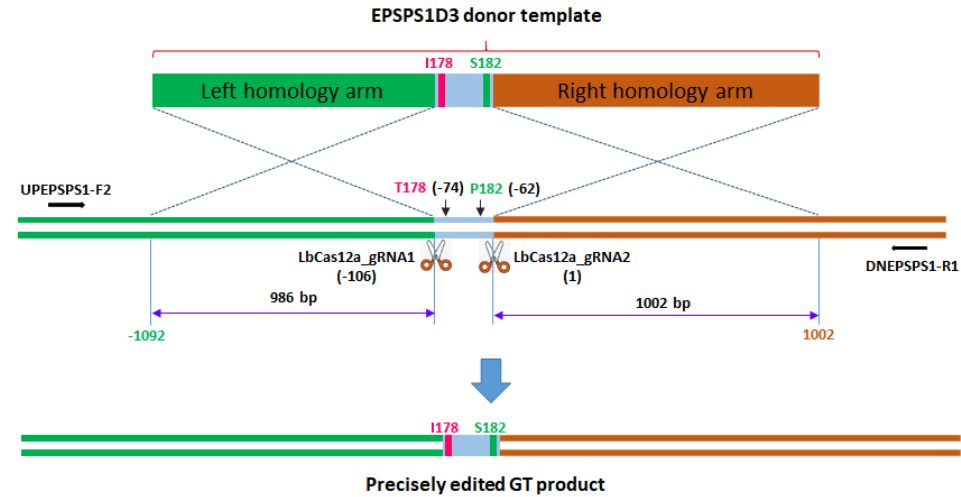 EPSPS1D3 donor template
I178 S182
Left homology arm Right homology arm
UPEPSPS1-F2
T178 (-74) P182 (-62)
LbCas12a_gRNA1
(-106)
LbCas12a_gRNA2
(1)
DNEPSPS1-R1
986 bp 1002 bp
-1092 1002
I178 S182
Precisely edited GT product